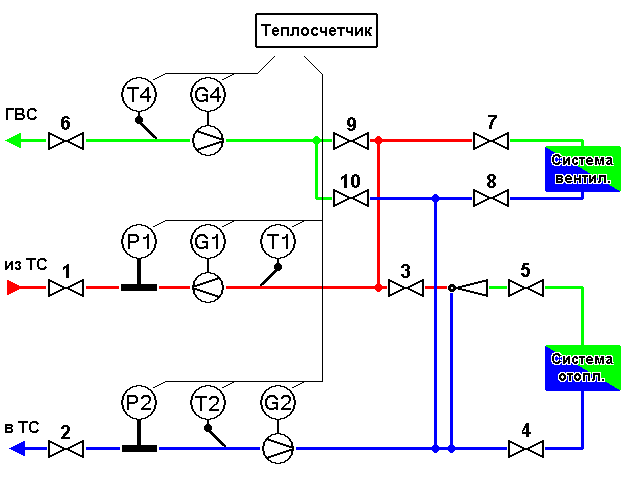 Теплосчетчик
T4 G4
ГВС 6 9 7
Система
вентил.
10 8
P1 G1 T1
из ТС 1 3 5
Система
отопл.
P2 T2 G2
в ТС 2 4